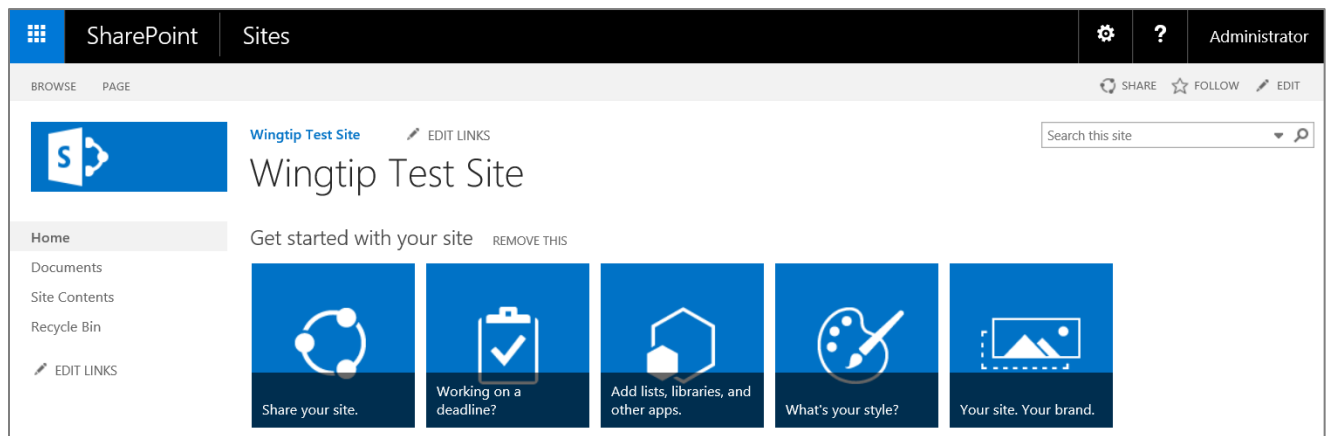 SharePoint Sites ? Administrator
BROWSE PAGE SHARE FOLLOW EDIT
S
Wingtip Test Site EDIT LINKS
Search this site
Wingtip Test Site
Home
Documents
Site Contents
Recycle Bin
EDIT LINKS
Get started with your site REMOVE THIS
Share your site.
Working on a
deadline?
Add lists, libraries, and
other apps.
What's your style?
Your site. Your brand.